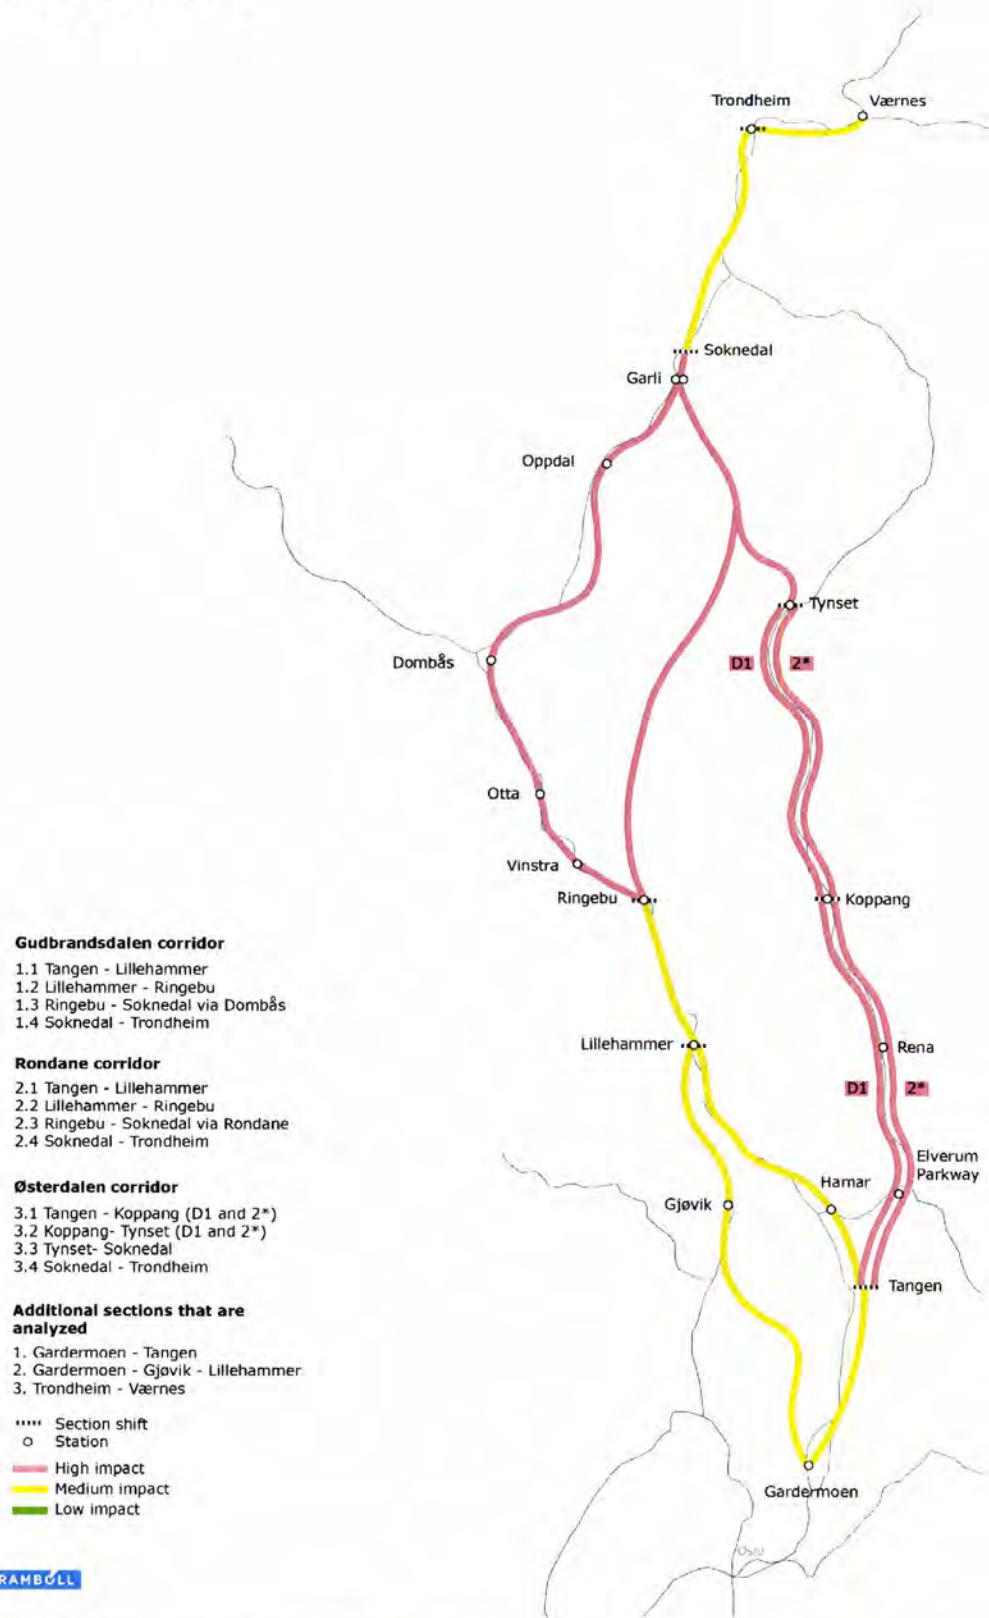 Trondheim
Værnes
Soknedal
Garli
Oppdal
Tynset
Dombås
D1
2*
Otta
Vinstra
Ringebu
Koppang
Gudbrandsdalen corridor
1.1 Tangen - Lillehammer
1.2 Lillehammer - Ringebu
1.3 Ringebu - Soknedal via Dombås
1.4 Soknedal - Trondheim
Lillehammer
Rena
Rondane corridor
2.1 Tangen - Lillehammer
2.2 Lillehammer - Ringebu
2.3 Ringebu - Soknedal via Rondane
2.4 Soknedal - Trondheim
D1
2*
Elverum
Parkway
Hamar
Gjøvik
Østerdalen corridor
3.1 Tangen - Koppang (D1 and 2*)
3.2 Koppang- Tynset (D1 and 2*)
3.3 Tynset- Soknedal
3.4 Soknedal - Trondheim
Tangen
Additional sections that are
analyzed
1. Gardermoen - Tangen
2. Gardermoen - Gjøvik - Lillehammer
3. Trondheim - Værnes
Section shift
Station
High impact
Medium impact
Low impact
Gardermoen
Oslo
RAMBOLL